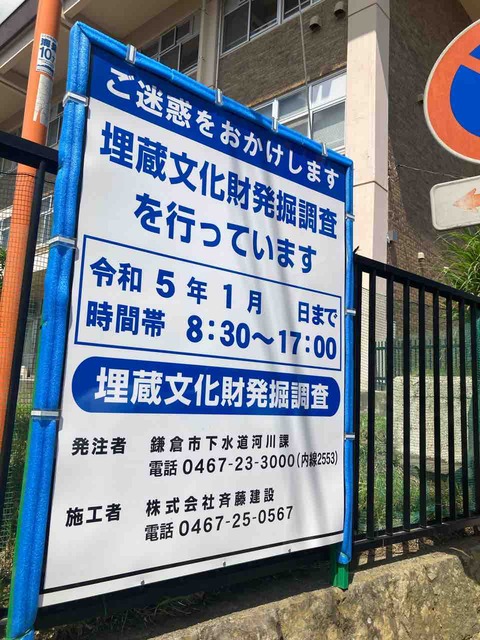 ご迷惑をおかけします
埋蔵文化財発掘調査
を行っています
令和 5 年 1 月 日まで
時間帯 8:30～17:00
埋蔵文化財発掘調査
発注者 鎌倉市下水道河川課
電話 0467-23-3000(内線2553)
施工者 株式会社斉藤建設
電話 0467-25-0567